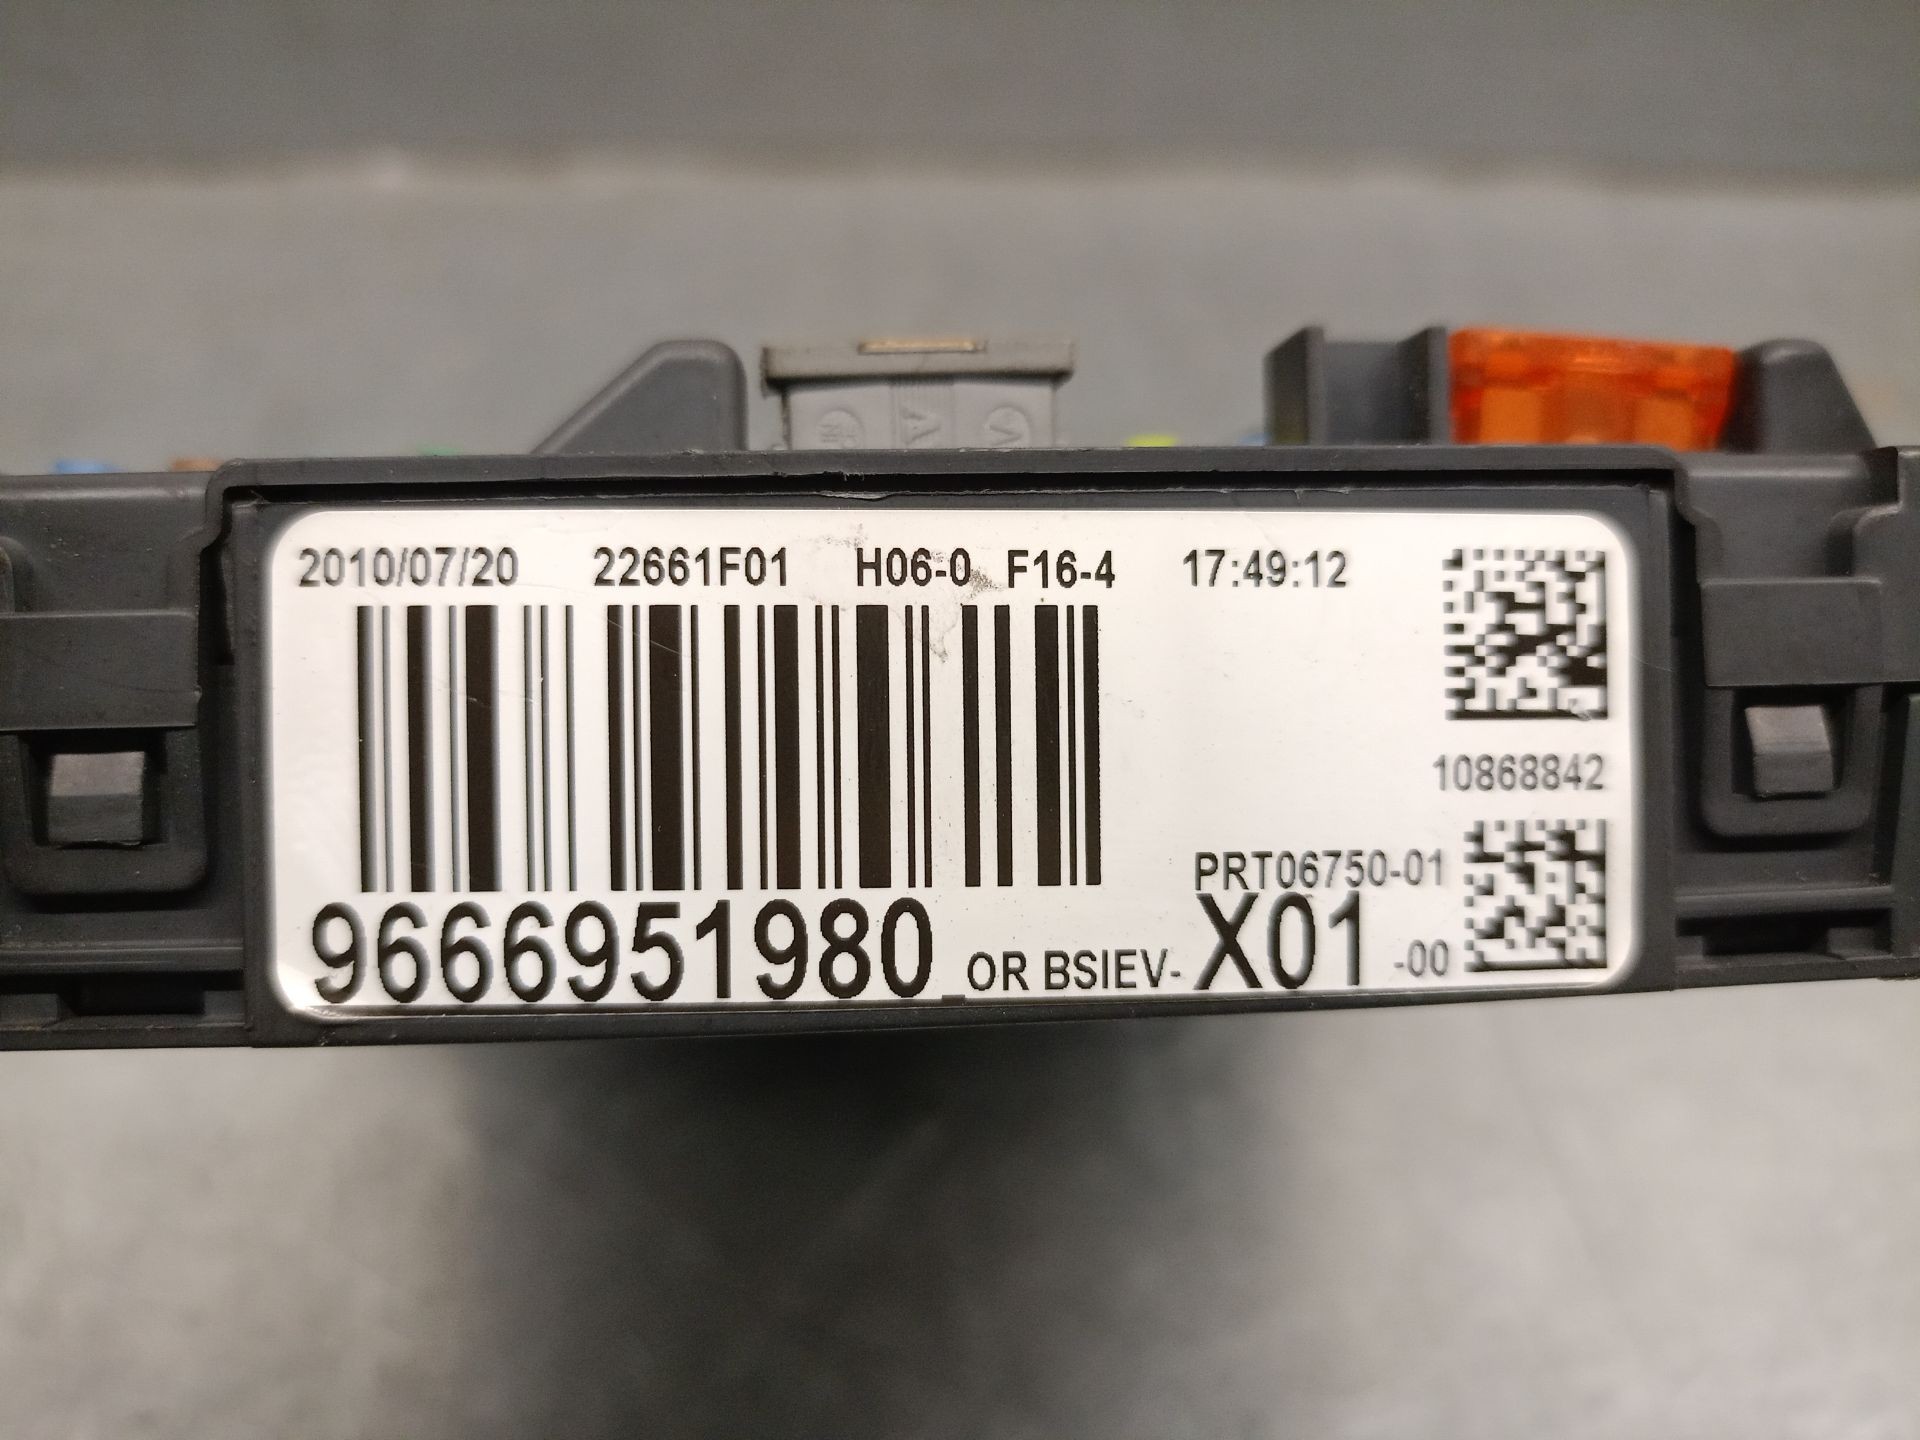 2010/07/20 22661F01 H06-0 F16-4 17:49:12
10868842
PRT06750-01
9666951980 OR BSIEV- X01 -00